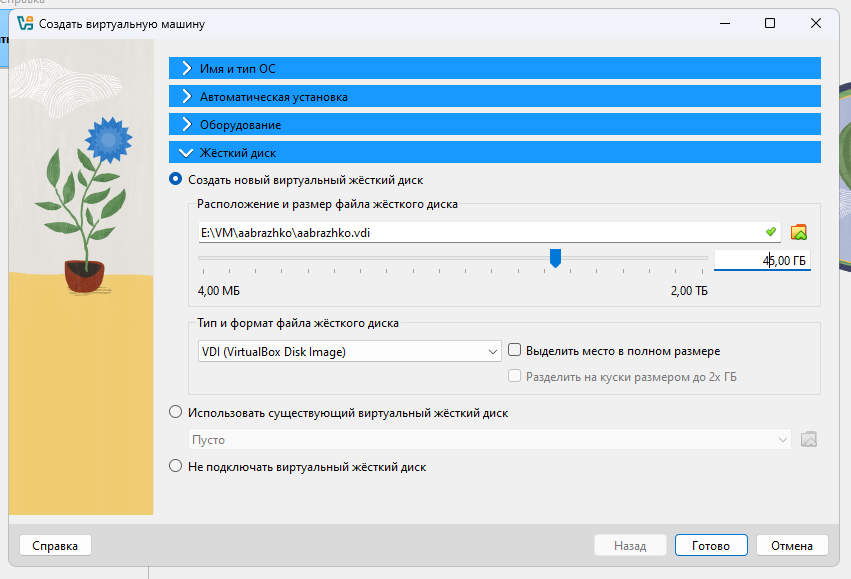 Справка
Создать виртуальную машину
Имя и тип ОС
Автоматическая установка
Оборудование
Жёсткий диск
Создать новый виртуальный жёсткий диск
Расположение и размер файла жёсткого диска
E:\VM\aabrazhko\aabrazhko.vdi
45,00 ГБ
4,00 МБ
2,00 ТБ
Тип и формат файла жёсткого диска
VDI (VirtualBox Disk Image)
Выделить место в полном размере
Разделить на куски размером до 2х ГБ
Использовать существующий виртуальный жёсткий диск
Пусто
Не подключать виртуальный жёсткий диск
Справка
Назад
Готово
Отмена